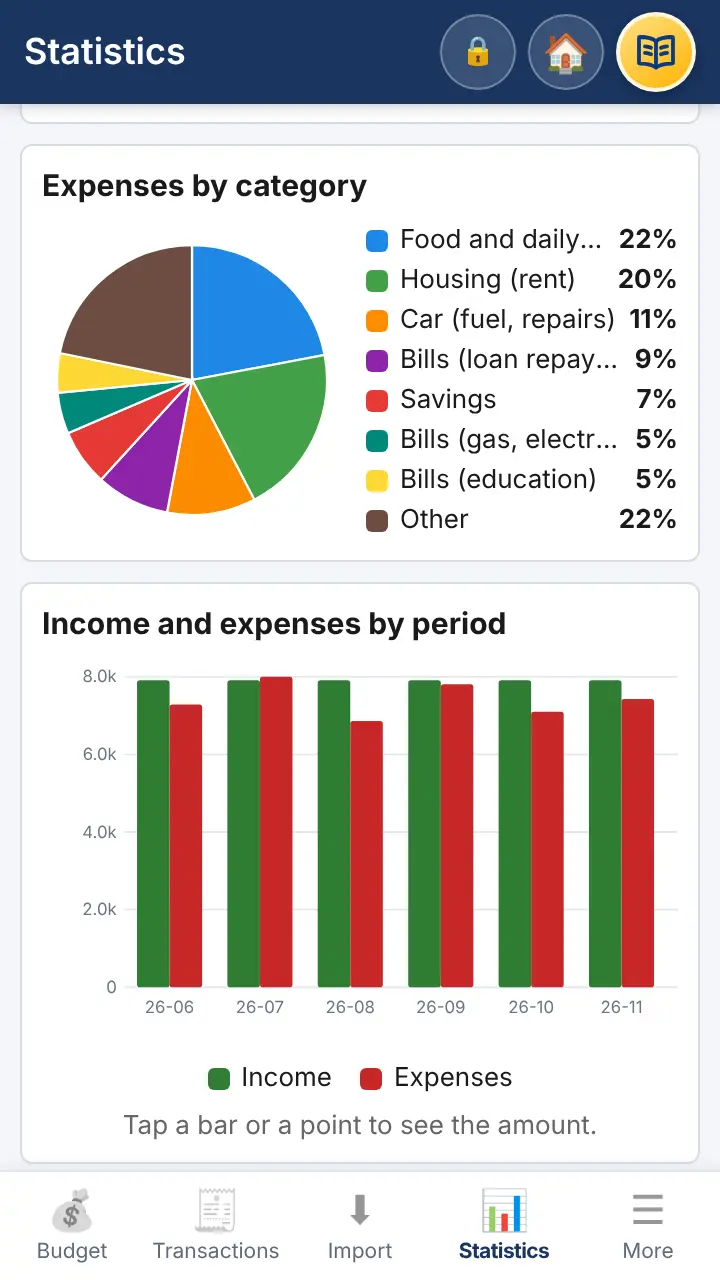 Statistics
Expenses by category
Food and daily... 22%
Housing (rent) 20%
Car (fuel, repairs) 11%
Bills (loan repay... 9%
Savings 7%
Bills (gas, electr... 5%
Bills (education) 5%
Other 22%
Income and expenses by period
8.0k
6.0k
4.0k
2.0k
0
26-06 26-07 26-08 26-09 26-10 26-11
Income Expenses
Tap a bar or a point to see the amount.
Budget Transactions Import Statistics More